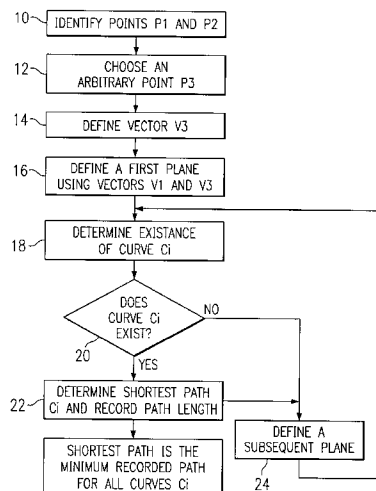 10
IDENTIFY POINTS P1 AND P2
12
CHOOSE AN
ARBITRARY POINT P3
14
DEFINE VECTOR V3
16
DEFINE A FIRST PLANE
USING VECTORS V1 AND V3
18
DETERMINE EXISTANCE
OF CURVE Ci
DOES
CURVE Ci
EXIST?
NO
20
YES
22
DETERMINE SHORTEST PATH
Ci AND RECORD PATH LENGTH
DEFINE A
SUBSEQUENT PLANE
24
SHORTEST PATH IS THE
MINIMUM RECORDED PATH
FOR ALL CURVES Ci